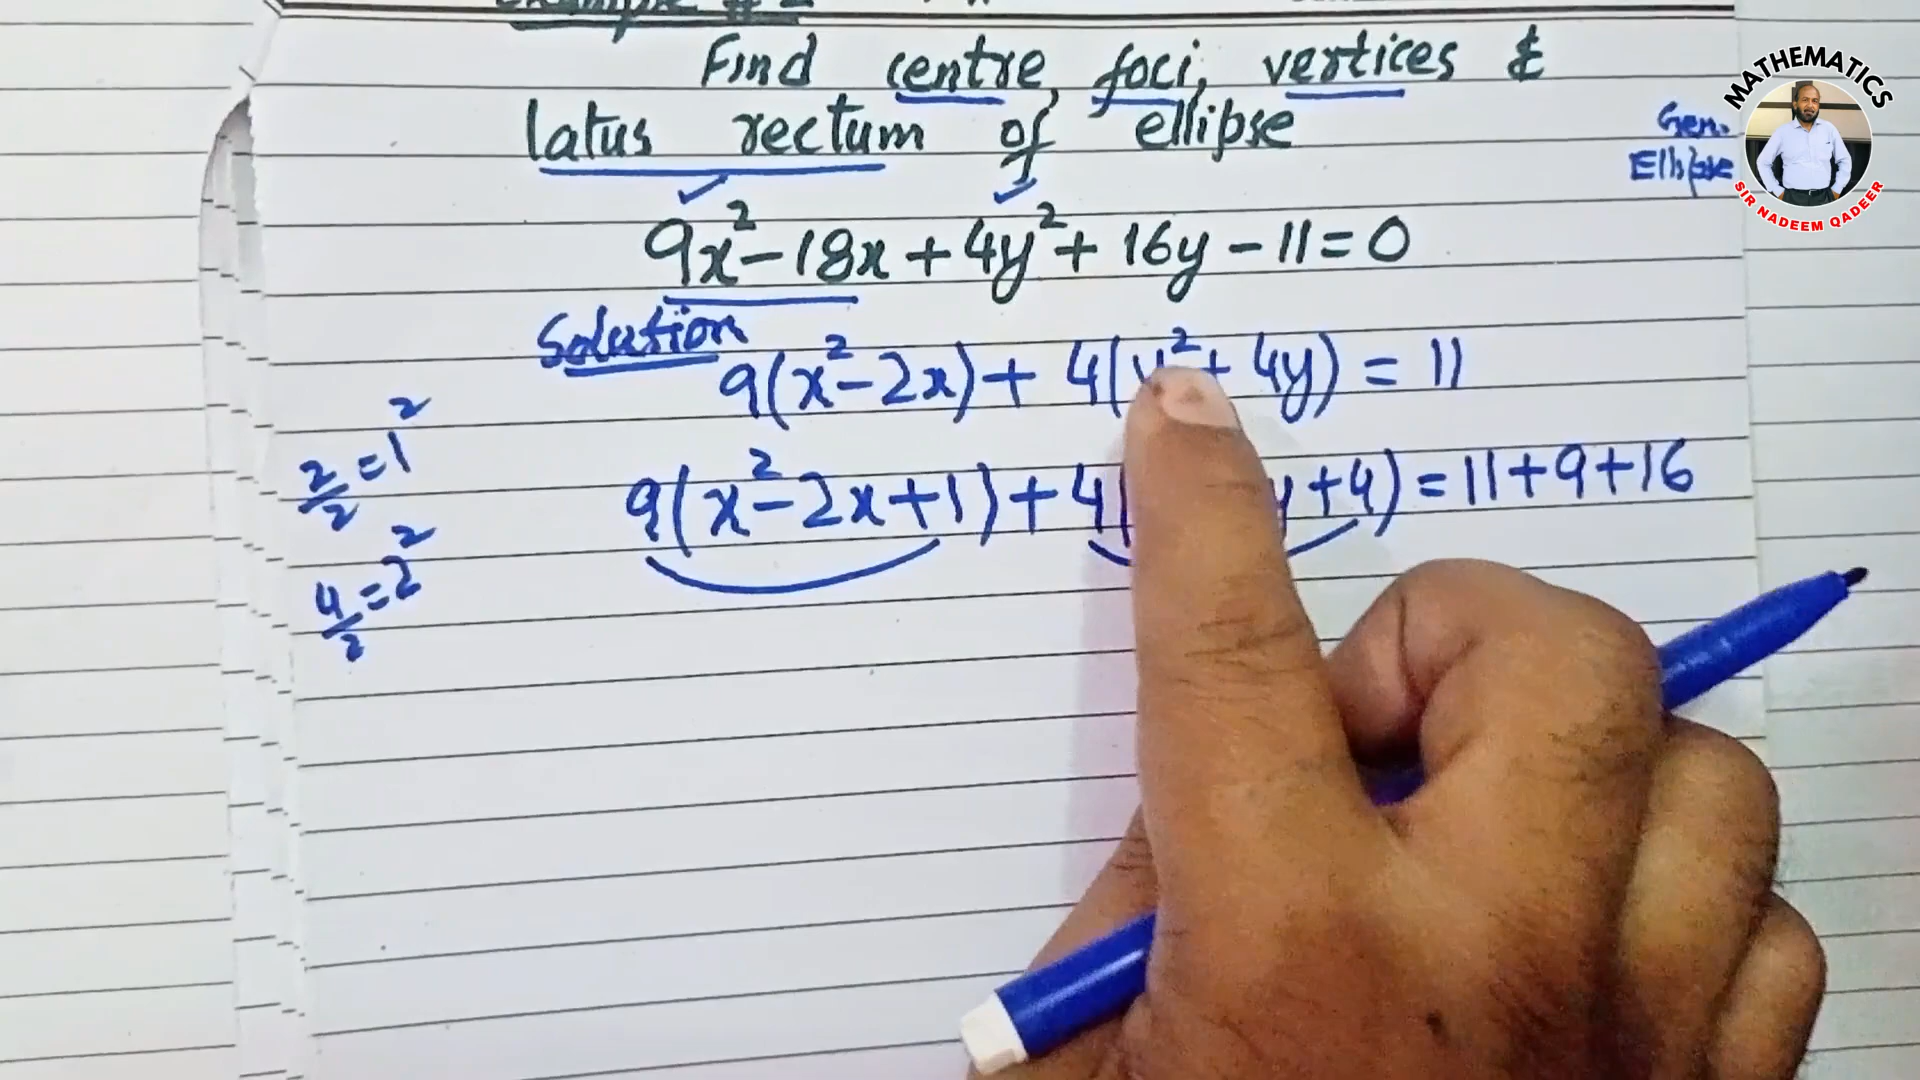 Find centre, foci, vertices &
latus rectum of ellipse
9x² - 18x + 4y² + 16y - 11 = 0
Solution
9(x² - 2x) + 4(y² + 4y) = 11
9(x² - 2x + 1) + 4( y + 4) = 11 + 9 + 16
2/2 = 1²
4/2 = 2²
Gen.
Ellipse
MATHEMATICS
SIR NADEEM QADEER